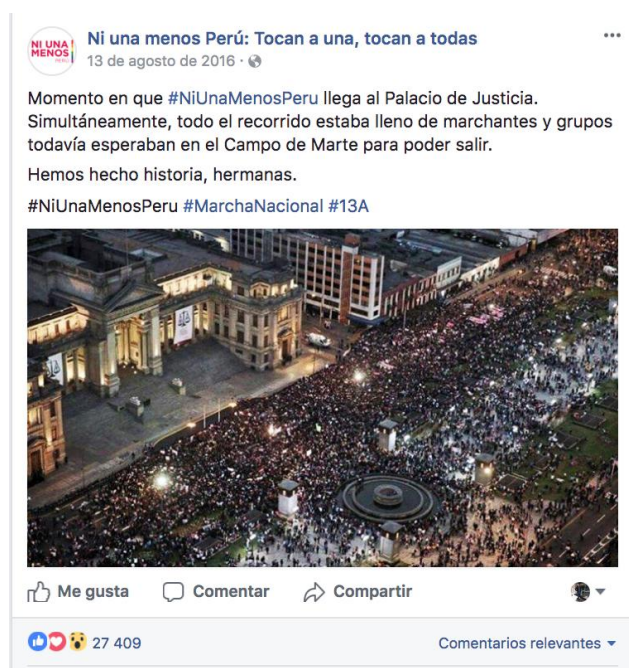 NI UNA
MENOS
PERÚ
Ni una menos Perú: Tocan a una, tocan a todas
13 de agosto de 2016 ·
Momento en que #NiUnaMenosPeru llega al Palacio de Justicia.
Simultáneamente, todo el recorrido estaba lleno de marchantes y grupos
todavía esperaban en el Campo de Marte para poder salir.
Hemos hecho historia, hermanas.
#NiUnaMenosPeru #MarchaNacional #13A
Me gusta Comentar Compartir
27 409 Comentarios relevantes